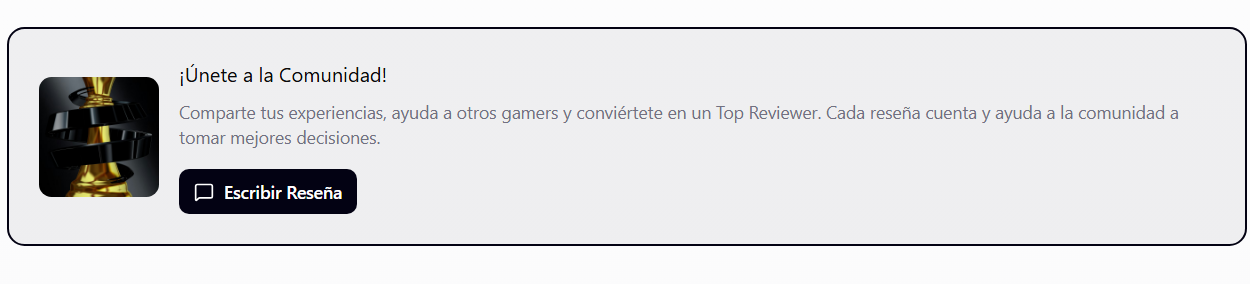 ¡Únete a la Comunidad!
Comparte tus experiencias, ayuda a otros gamers y conviértete en un Top Reviewer. Cada reseña cuenta y ayuda a la comunidad a
tomar mejores decisiones.
Escribir Reseña